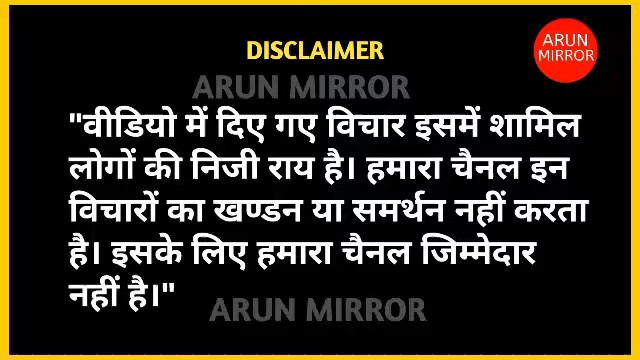 DISCLAIMER
ARUN
MIRROR
ARUN MIRROR
"वीडियो में दिए गए विचार इसमें शामिल
लोगों की निजी राय है। हमारा चैनल इन
विचारों का खण्डन या समर्थन नहीं करता
है। इसके लिए हमारा चैनल जिम्मेदार
नहीं है।"
ARUN MIRROR